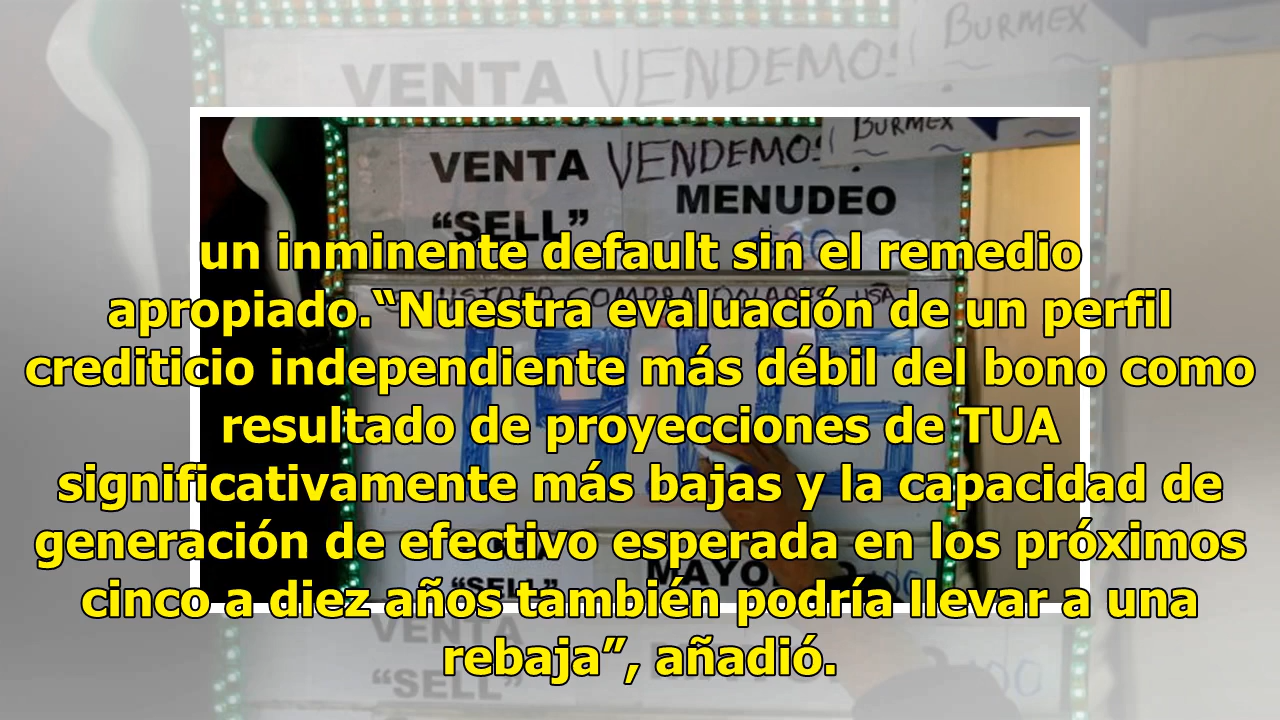 BURMEX
VENTA VENDEMOS
BURMEX
VENTA VENDEMOS
“SELL” MENUDEO
un inminente default sin el remedio
apropiado.“Nuestra evaluación de un perfil
crediticio independiente más débil del bono como
resultado de proyecciones de TUA
significativamente más bajas y la capacidad de
generación de efectivo esperada en los próximos
cinco a diez años también podría llevar a una
rebaja”, añadió.
USA
“SELL”
VENTA
“SELL”